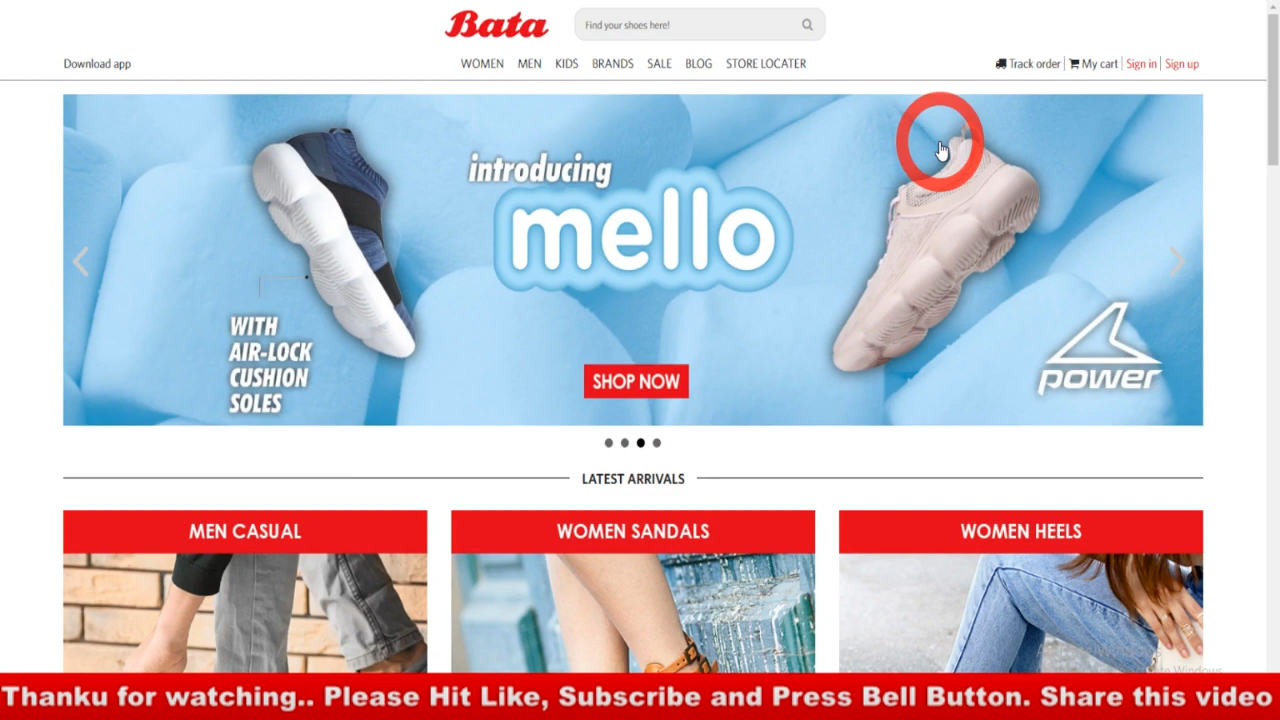 Bata
Find your shoes here!
Download app
WOMEN MEN KIDS BRANDS SALE BLOG STORE LOCATER
Track order My cart Sign in Sign up
introducing
mello
WITH
AIR-LOCK
CUSHION
SOLES
SHOP NOW
power
LATEST ARRIVALS
MEN CASUAL
WOMEN SANDALS
WOMEN HEELS
Windows
Thanku for watching.. Please Hit Like, Subscribe and Press Bell Button. Share this video